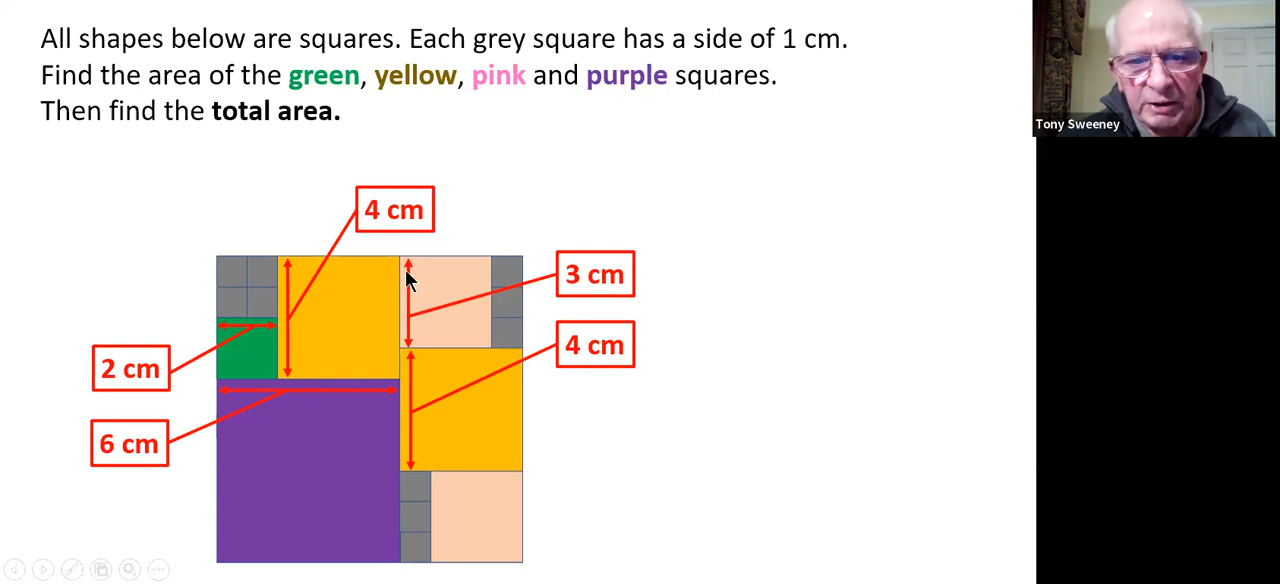 All shapes below are squares. Each grey square has a side of 1 cm.
Find the area of the green, yellow, pink and purple squares.
Then find the total area.
Tony Sweeney
4 cm
3 cm
4 cm
2 cm
6 cm